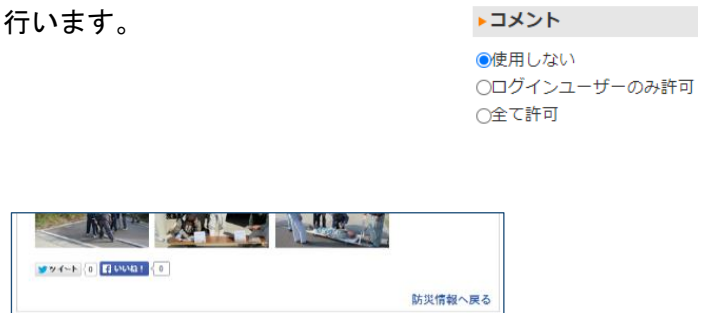 行います。
▶コメント
使用しない
ログインユーザーのみ許可
全て許可
ツイート 0 いいね! 0
防災情報へ戻る